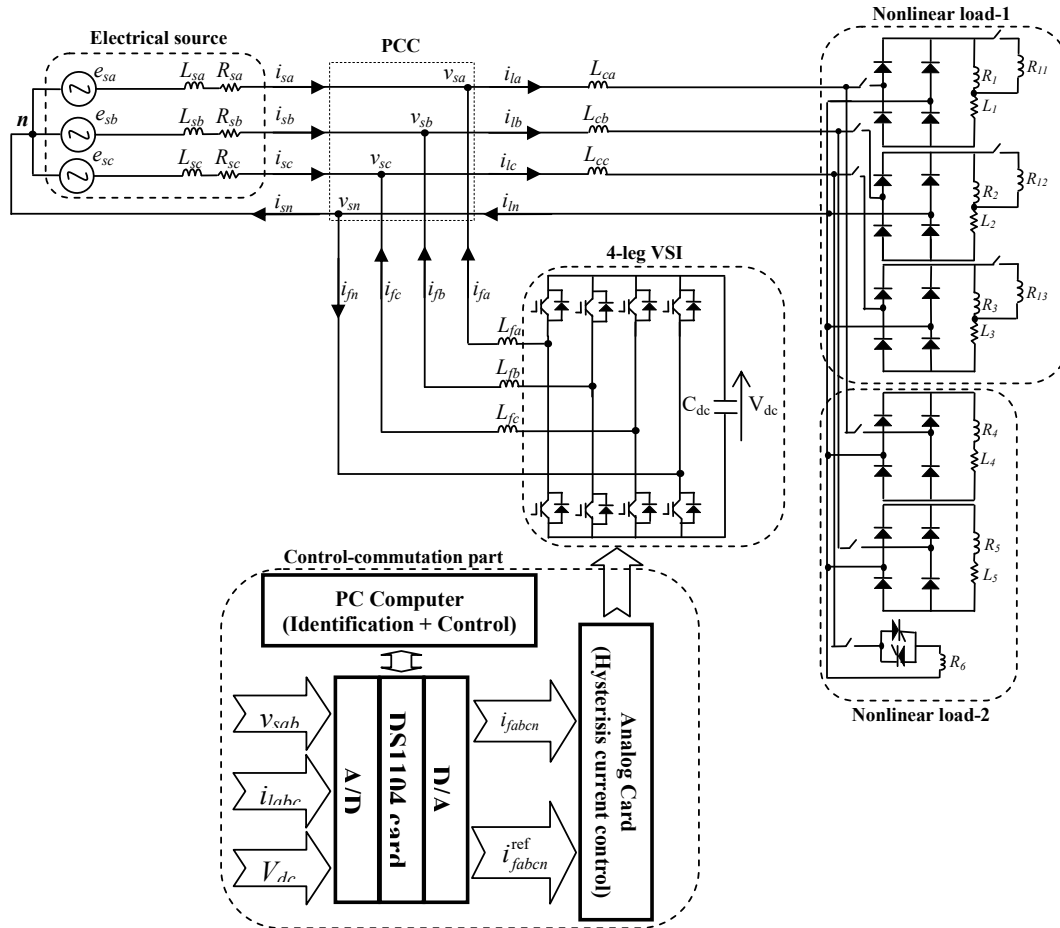 Nonlinear load-1
Electrical source
PCC
e_sa L_sa R_sa i_sa v_sa i_la L_ca
R_1 R_11
L_1
n e_sb L_sb R_sb i_sb v_sb i_lb L_cb
e_sc L_sc R_sc i_sc v_sc i_lc L_cc
R_2 R_12
L_2
i_sn v_sn i_ln
4-leg VSI
i_fn i_fc i_fb i_fa
R_3 R_13
L_3
L_fa
L_fb
L_fc
C_dc V_dc
R_4
L_4
R_5
L_5
R_6
Nonlinear load-2
Control-commutation part
PC Computer
(Identification + Control)
v_sab
i_labc
V_dc
A/D
DS1104 card
D/A
i_fabcn
i_fabcn^ref
Analog Card
(Hysterisis current control)